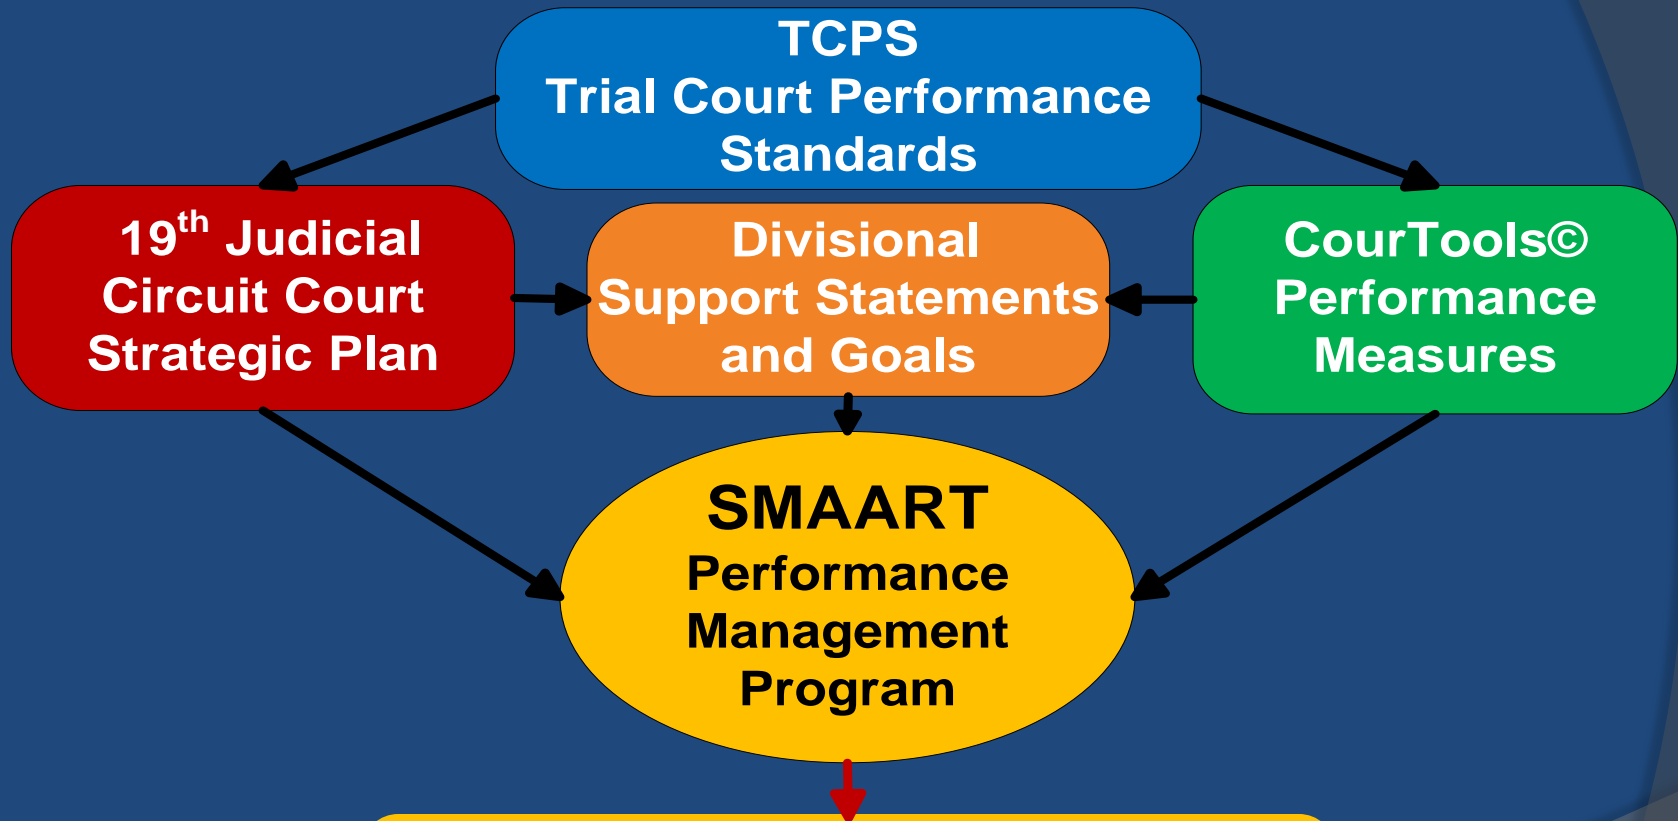 TCPS
Trial Court Performance
Standards
19th Judicial
Circuit Court
Strategic Plan
Divisional
Support Statements
and Goals
CourTools©
Performance
Measures
SMAART
Performance
Management
Program